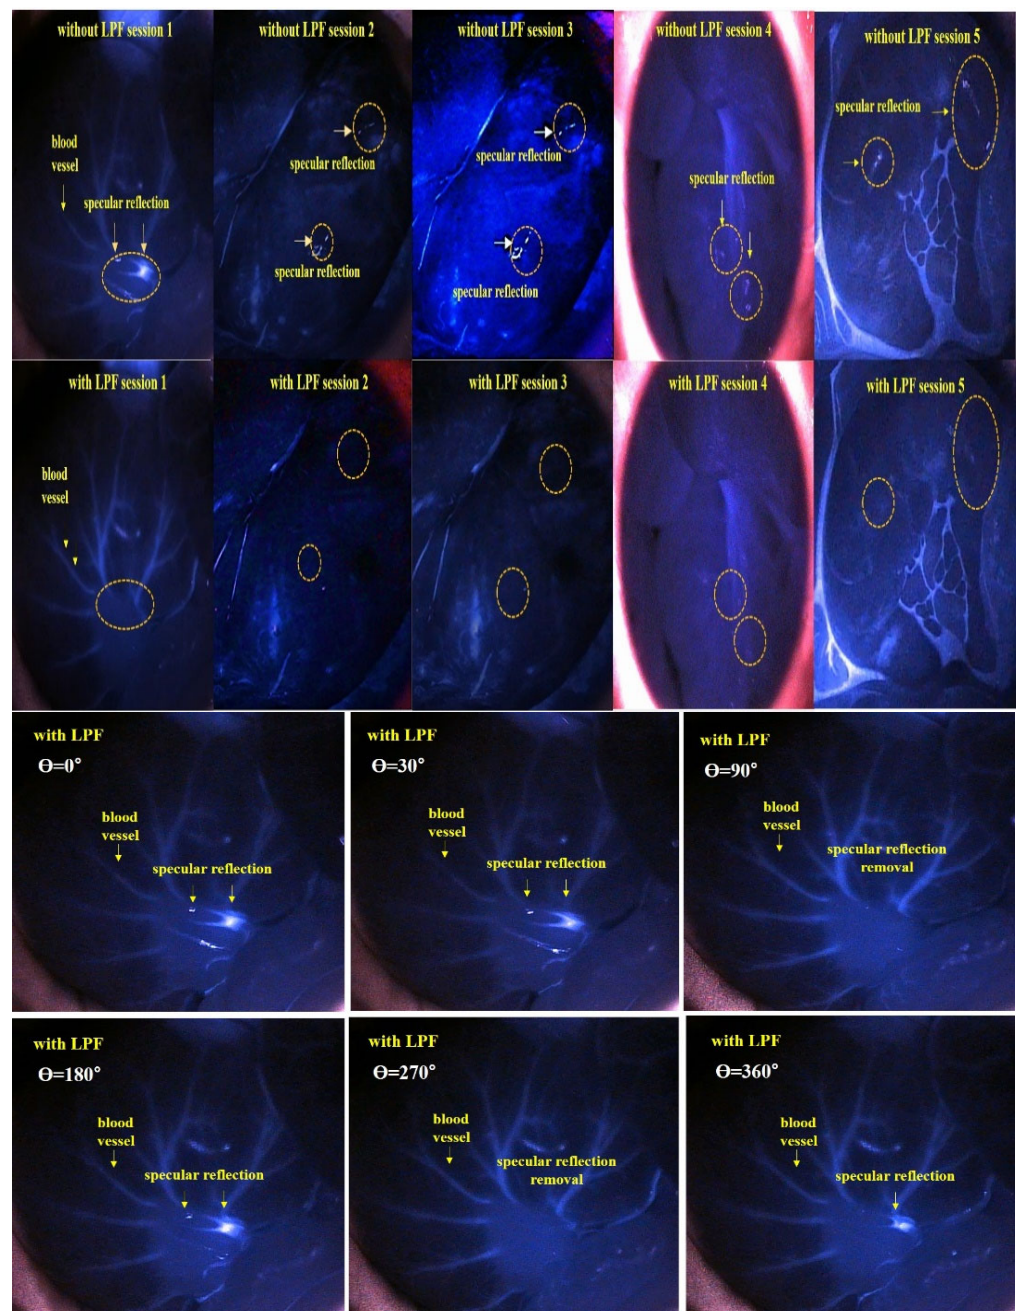 without LPF session 1
without LPF session 2
without LPF session 3
without LPF session 4
without LPF session 5
blood
vessel
specular reflection
specular reflection
specular reflection
specular reflection
specular reflection
specular reflection
specular reflection
with LPF session 1
with LPF session 2
with LPF session 3
with LPF session 4
with LPF session 5
blood
vessel
with LPF
Ɵ=0°
blood
vessel
specular reflection
with LPF
Ɵ=30°
blood
vessel
specular reflection
with LPF
Ɵ=90°
blood
vessel
specular reflection
removal
with LPF
Ɵ=180°
blood
vessel
specular reflection
with LPF
Ɵ=270°
blood
vessel
specular reflection
removal
with LPF
Ɵ=360°
blood
vessel
specular reflection